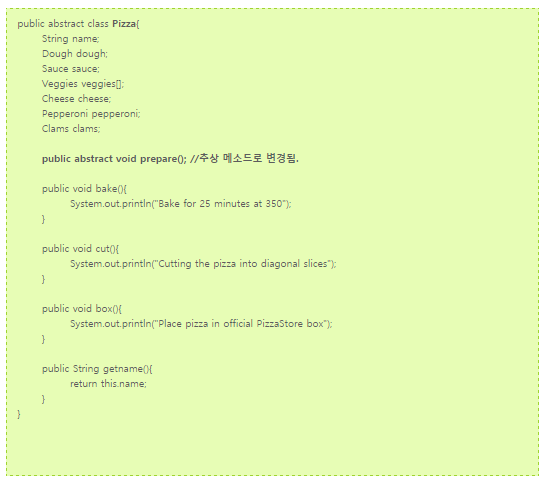 public abstract class Pizza{
String name;
Dough dough;
Sauce sauce;
Veggies veggies[];
Cheese cheese;
Pepperoni pepperoni;
Clams clams;
public abstract void prepare(); //추상 메소드로 변경됨.
public void bake(){
System.out.println("Bake for 25 minutes at 350");
}
public void cut(){
System.out.println("Cutting the pizza into diagonal slices");
}
public void box(){
System.out.println("Place pizza in official PizzaStore box");
}
public String getname(){
return this.name;
}
}